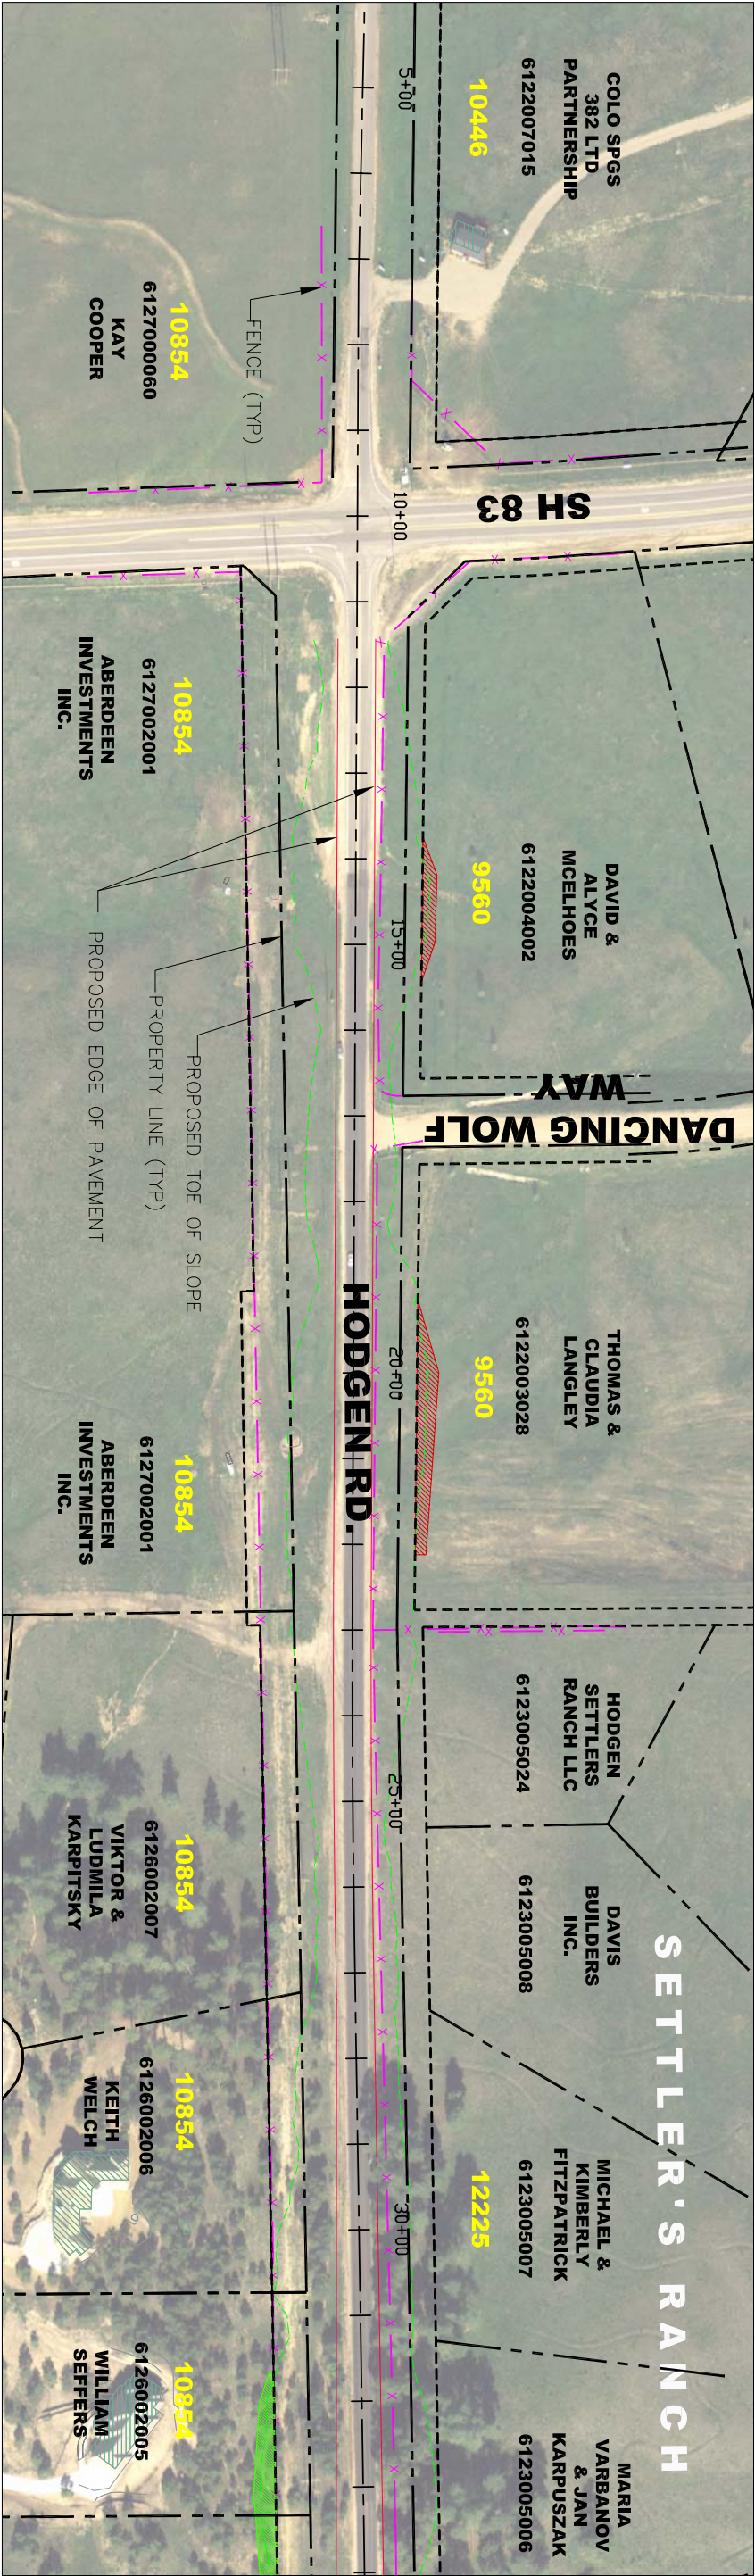 5+00
COLO SPGS
382 LTD
PARTNERSHIP
6122007015
10446
FENCE (TYP)
10854
6127000060
KAY
COOPER
SH 83
10+00
10854
6127002001
ABERDEEN
INVESTMENTS
INC.
DAVID &
ALYCE
MCELHOES
6122004002
9560
15+00
PROPOSED EDGE OF PAVEMENT
PROPERTY LINE (TYP)
PROPOSED TOE OF SLOPE
DANCING WOLF
WAY
HODGEN RD.
THOMAS &
CLAUDIA
LANGLEY
6122003028
9560
20+00
10854
6127002001
ABERDEEN
INVESTMENTS
INC.
HODGEN
SETTLERS
RANCH LLC
6123005024
25+00
10854
6126002007
VIKTOR &
LUDMILA
KARPITSKY
DAVIS
BUILDERS
INC.
6123005008
SETTLER'S RANCH
10854
6126002006
KEITH
WELCH
MICHAEL &
KIMBERLY
FITZPATRICK
6123005007
12225
30+00
10854
6126002005
WILLIAM
SEFFERS
MARIA
VARBANOV
& JAN
KARPUSZAK
6123005006